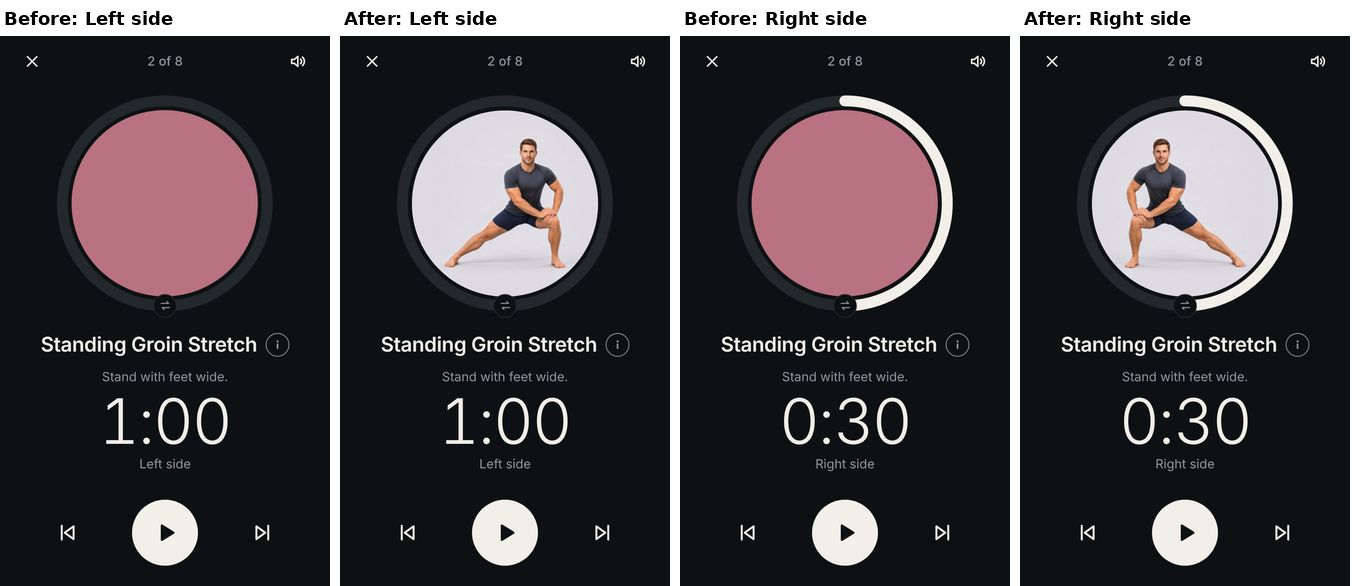 Before: Left side
2 of 8
Standing Groin Stretch
Stand with feet wide.
1:00
Left side
After: Left side
2 of 8
Standing Groin Stretch
Stand with feet wide.
1:00
Left side
Before: Right side
2 of 8
Standing Groin Stretch
Stand with feet wide.
0:30
Right side
After: Right side
2 of 8
Standing Groin Stretch
Stand with feet wide.
0:30
Right side